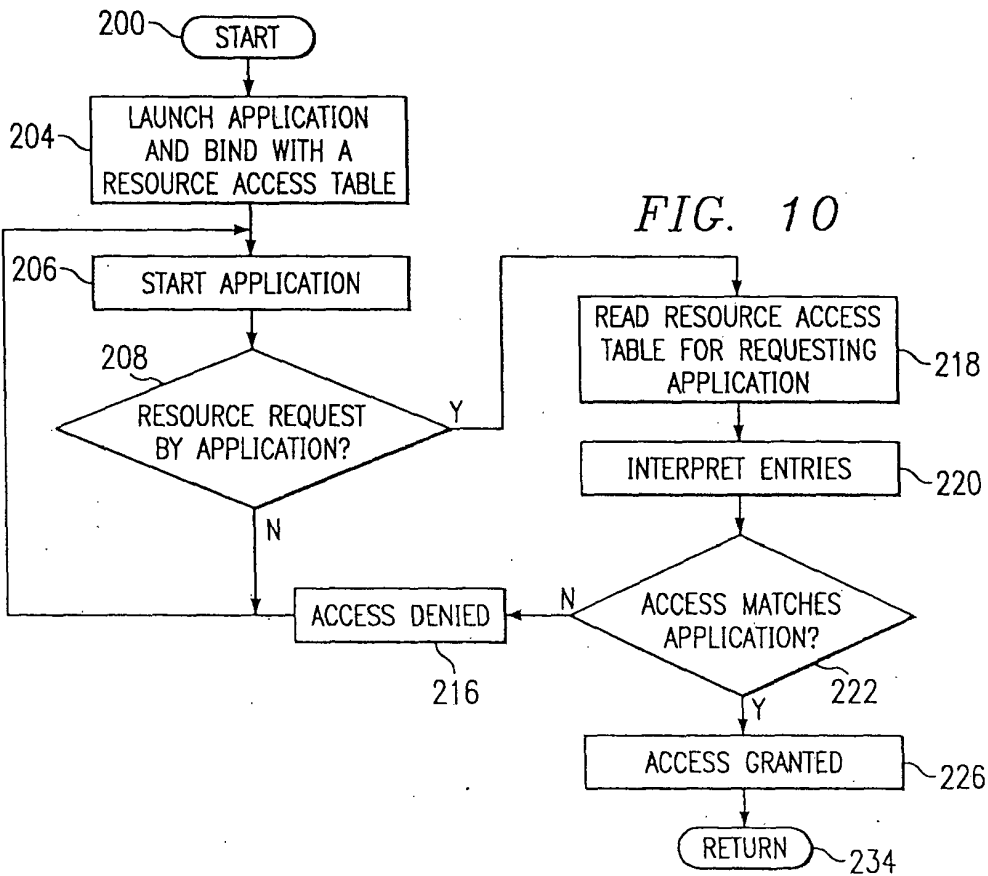 200
START
204
LAUNCH APPLICATION
AND BIND WITH A
RESOURCE ACCESS TABLE
FIG. 10
206
START APPLICATION
208
RESOURCE REQUEST
BY APPLICATION?
Y
N
READ RESOURCE ACCESS
TABLE FOR REQUESTING
APPLICATION
218
INTERPRET ENTRIES
220
ACCESS MATCHES
APPLICATION?
222
N
Y
ACCESS DENIED
216
ACCESS GRANTED
226
RETURN
234